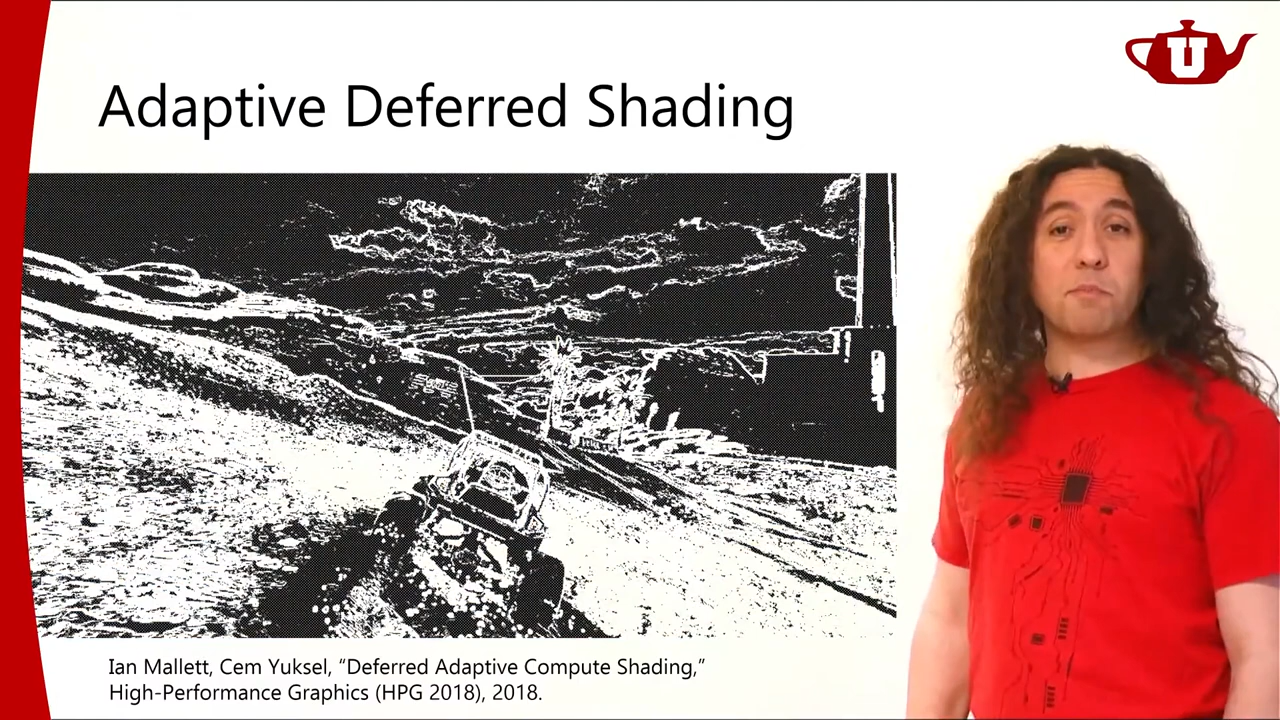 U
Adaptive Deferred Shading
Ian Mallett, Cem Yuksel, “Deferred Adaptive Compute Shading,”
High-Performance Graphics (HPG 2018), 2018.